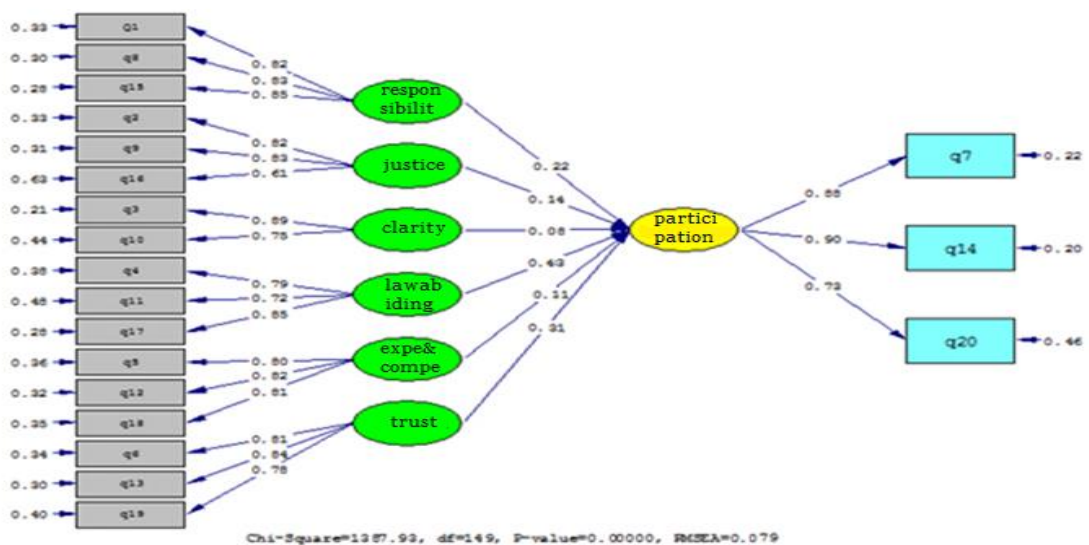 0.33 Q1
0.30 q8
0.28 q15
0.33 q2
0.31 q9
0.63 q16
0.21 q3
0.44 q10
0.38 q4
0.48 q11
0.28 q17
0.36 q5
0.32 q12
0.35 q18
0.34 q6
0.30 q13
0.40 q19
0.82
0.83
0.85
0.82
0.83
0.61
0.89
0.75
0.79
0.72
0.85
0.80
0.82
0.81
0.81
0.84
0.78
respon
sibilit
justice
clarity
lawab
iding
expe&
compe
trust
0.22
0.14
0.08
0.43
0.11
0.31
partici
pation
0.88
0.90
0.73
q7 0.22
q14 0.20
q20 0.46
Chi-Square=1387.93, df=149, P-value=0.00000, RMSEA=0.079